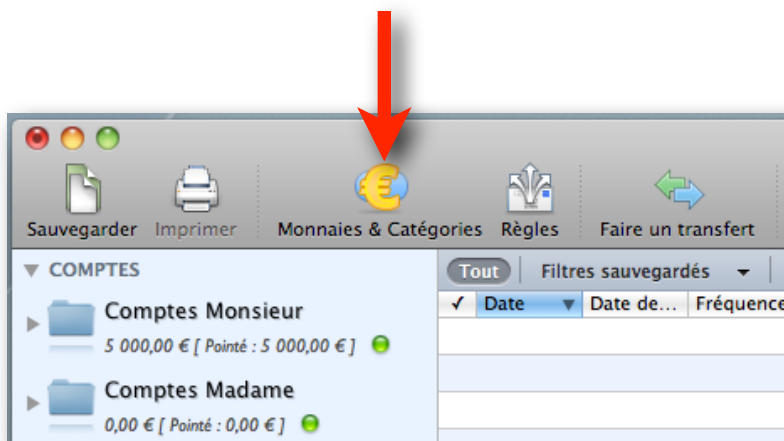 Sauvegarder Imprimer Monnaies & Catégories Règles Faire un transfert
COMPTES
Tout Filtres sauvegardés
✓ Date Date de... Fréquence
Comptes Monsieur
5 000,00 € [ Pointé : 5 000,00 € ]
Comptes Madame
0,00 € [ Pointé : 0,00 € ]